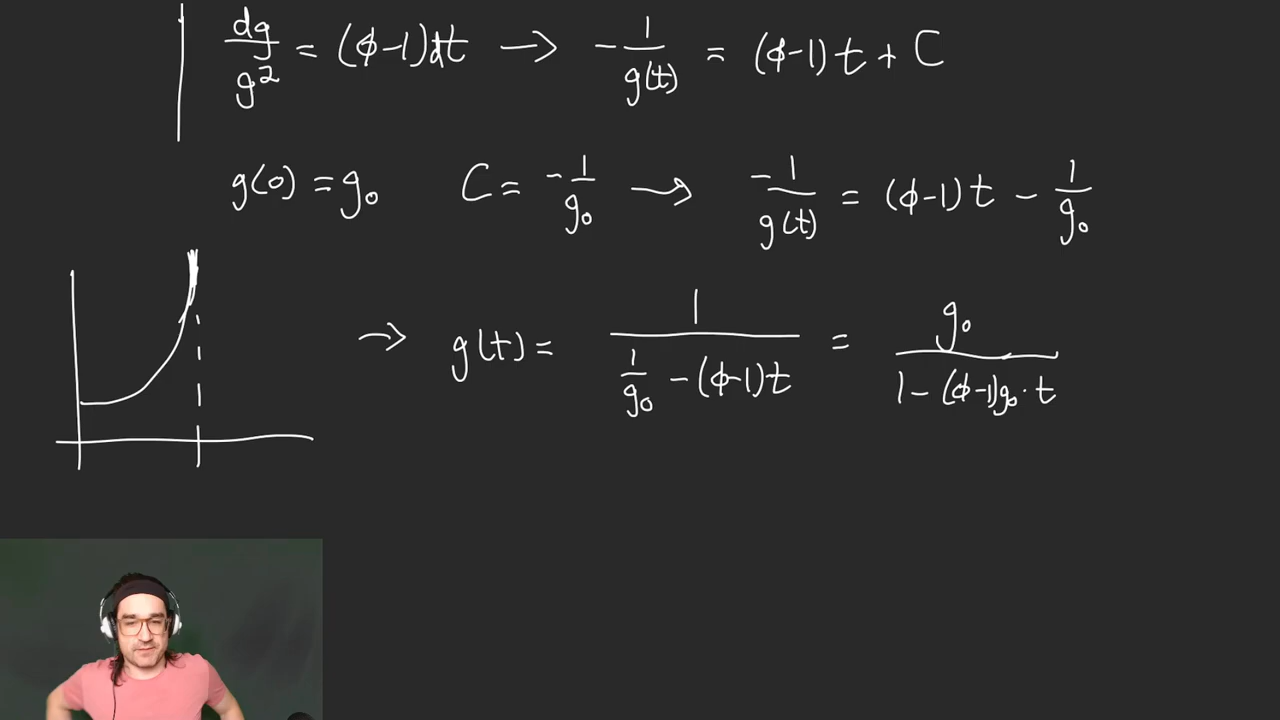 dg/g² = (ϕ-1)dt → -1/g(t) = (ϕ-1)t + C
g(0) = g₀ C = -1/g₀ → -1/g(t) = (ϕ-1)t - 1/g₀
→ g(t) = 1/(1/g₀ - (ϕ-1)t) = g₀/(1 - (ϕ-1)g₀·t)